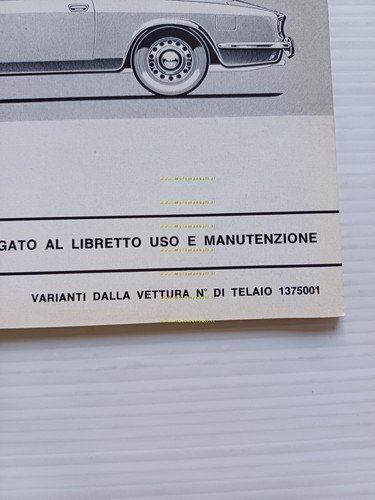 GATO AL LIBRETTO USO E MANUTENZIONE
VARIANTI DALLA VETTURA N° DI TELAIO 1375001